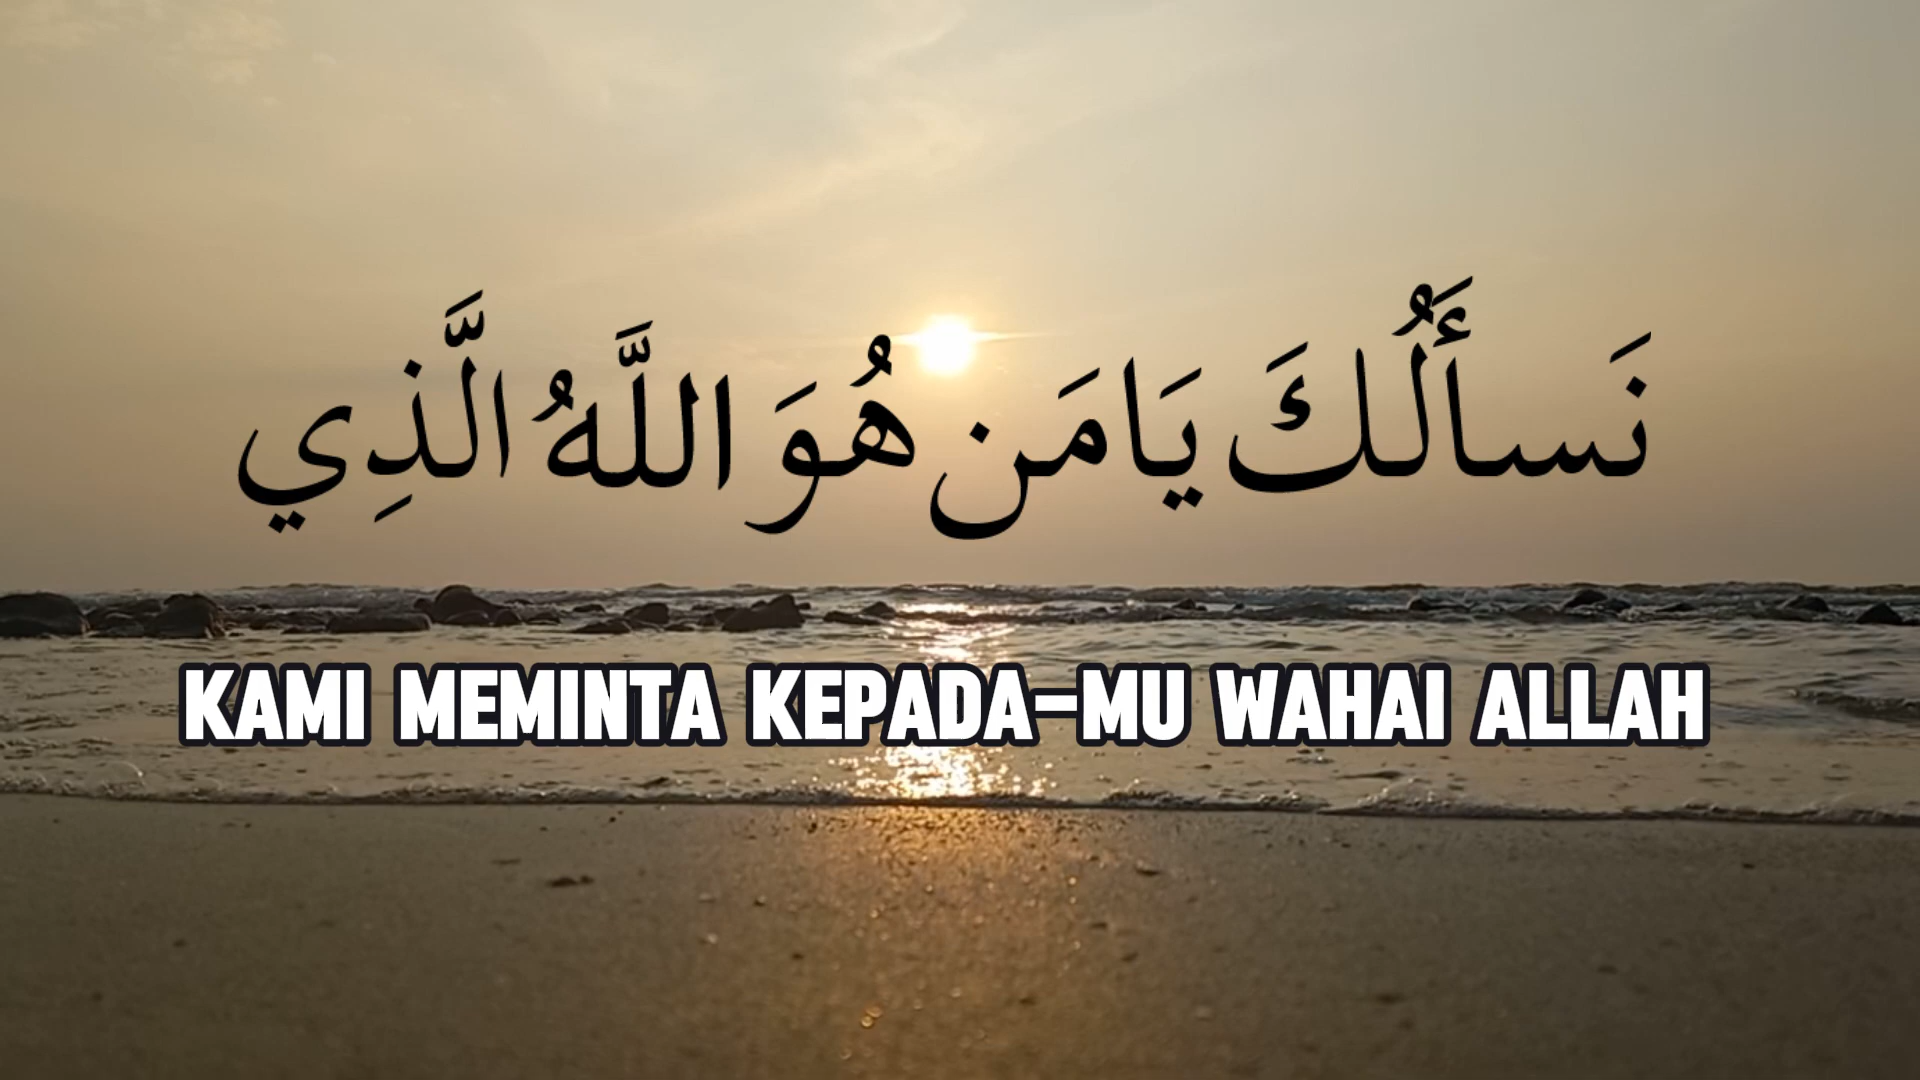 نَسأَلُكَ يَامَن هُوَ اللَّهُ الَّذِي
KAMI MEMINTA KEPADA-MU WAHAI ALLAH